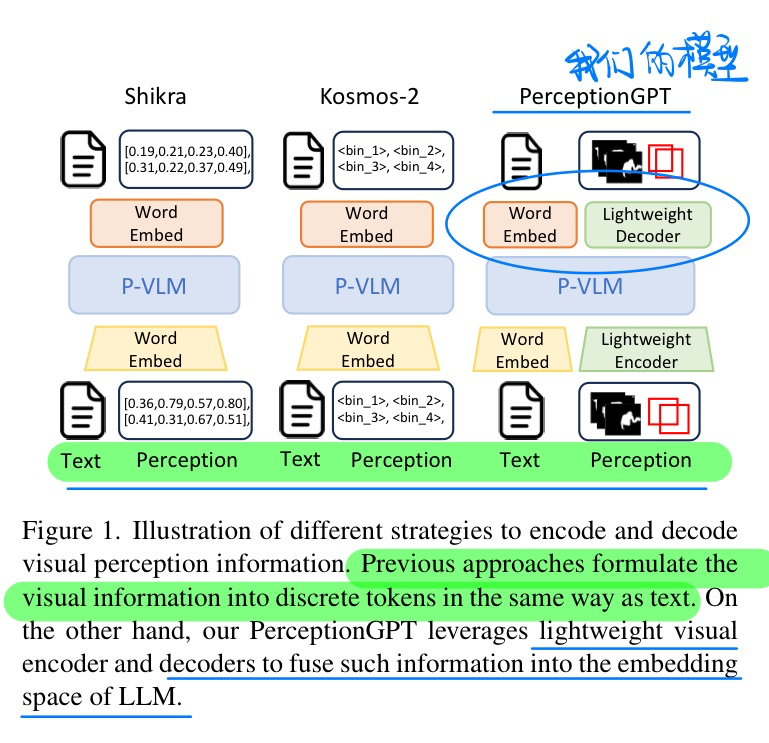 我们的模型
Shikra Kosmos-2 PerceptionGPT
[0.19,0.21,0.23,0.40], <bin_1>, <bin_2>,
[0.31,0.22,0.37,0.49], <bin_3>, <bin_4>,
Word Word Word Lightweight
Embed Embed Embed Decoder
P-VLM P-VLM P-VLM
Word Word Word Lightweight
Embed Embed Embed Encoder
[0.36,0.79,0.57,0.80], <bin_1>, <bin_2>,
[0.41,0.31,0.67,0.51], <bin_3>, <bin_4>,
Text Perception Text Perception Text Perception
Figure 1. Illustration of different strategies to encode and decode
visual perception information. Previous approaches formulate the
visual information into discrete tokens in the same way as text. On
the other hand, our PerceptionGPT leverages lightweight visual
encoder and decoders to fuse such information into the embedding
space of LLM.